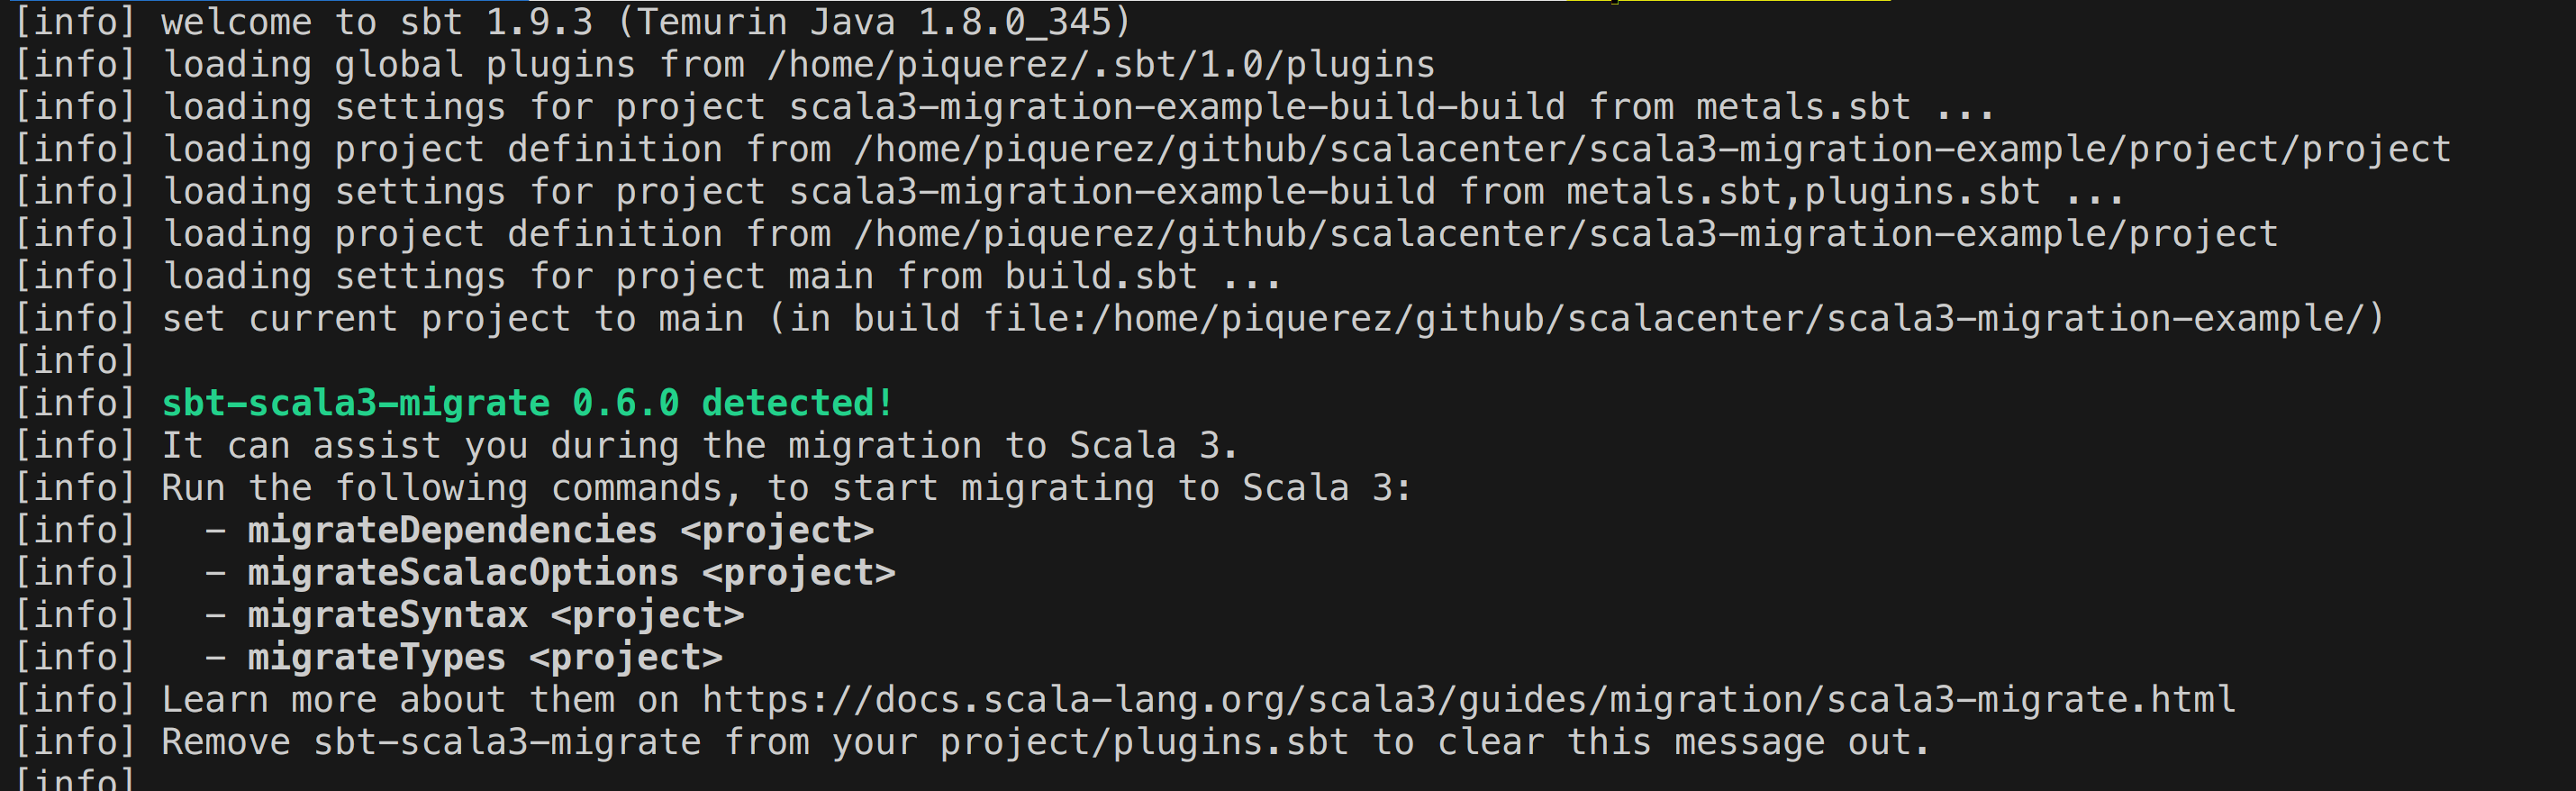 [info] welcome to sbt 1.9.3 (Temurin Java 1.8.0_345)
[info] loading global plugins from /home/piquerez/.sbt/1.0/plugins
[info] loading settings for project scala3-migration-example-build-build from metals.sbt ...
[info] loading project definition from /home/piquerez/github/scalacenter/scala3-migration-example/project/project
[info] loading settings for project scala3-migration-example-build from metals.sbt,plugins.sbt ...
[info] loading project definition from /home/piquerez/github/scalacenter/scala3-migration-example/project
[info] loading settings for project main from build.sbt ...
[info] set current project to main (in build file:/home/piquerez/github/scalacenter/scala3-migration-example/)
[info]
[info] sbt-scala3-migrate 0.6.0 detected!
[info] It can assist you during the migration to Scala 3.
[info] Run the following commands, to start migrating to Scala 3:
[info]   - migrateDependencies <project>
[info]   - migrateScalacOptions <project>
[info]   - migrateSyntax <project>
[info]   - migrateTypes <project>
[info] Learn more about them on https://docs.scala-lang.org/scala3/guides/migration/scala3-migrate.html
[info] Remove sbt-scala3-migrate from your project/plugins.sbt to clear this message out.
[info]